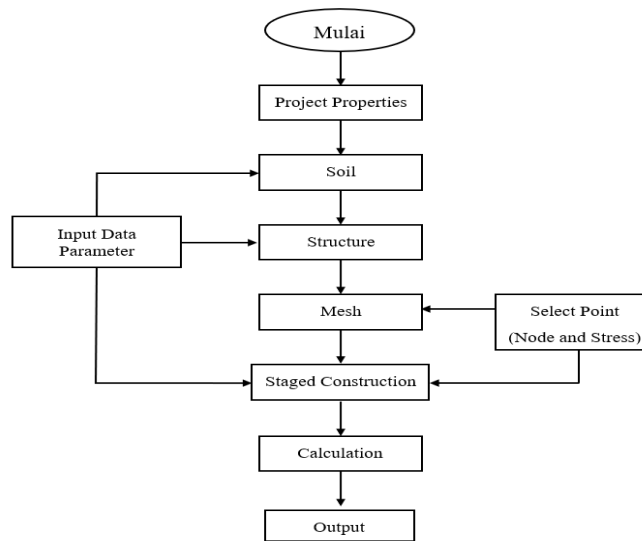 Mulai
Project Properties
Soil
Input Data
Parameter
Structure
Mesh
Select Point
(Node and Stress)
Staged Construction
Calculation
Output